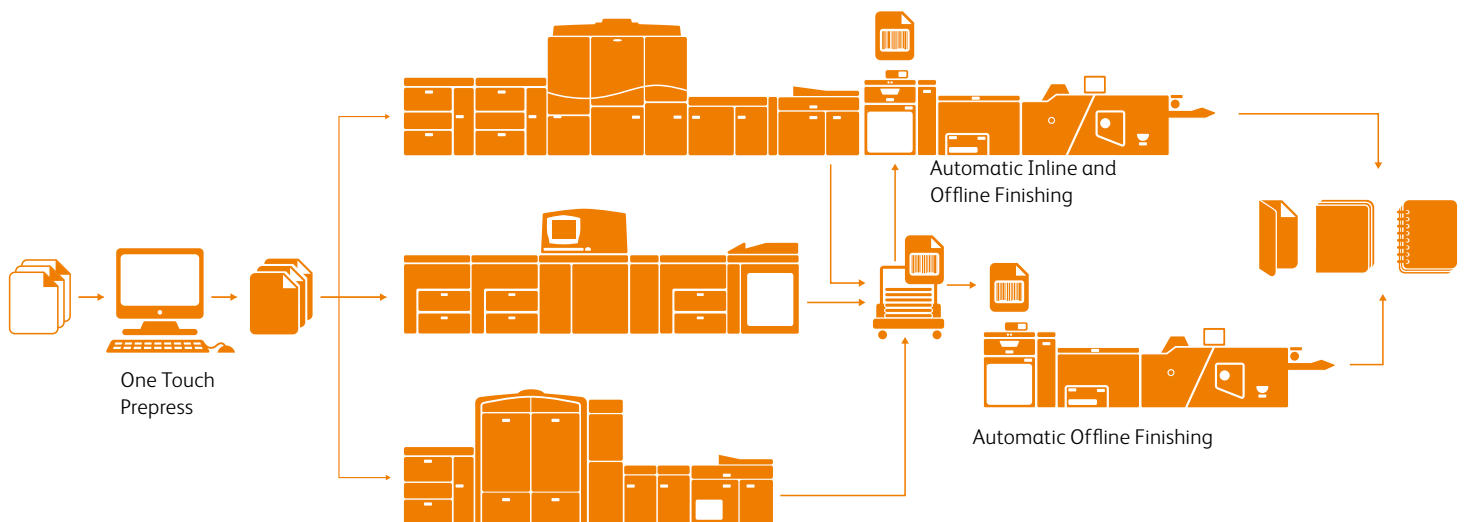 Automatic Inline and
Offline Finishing
One Touch
Prepress
Automatic Offline Finishing